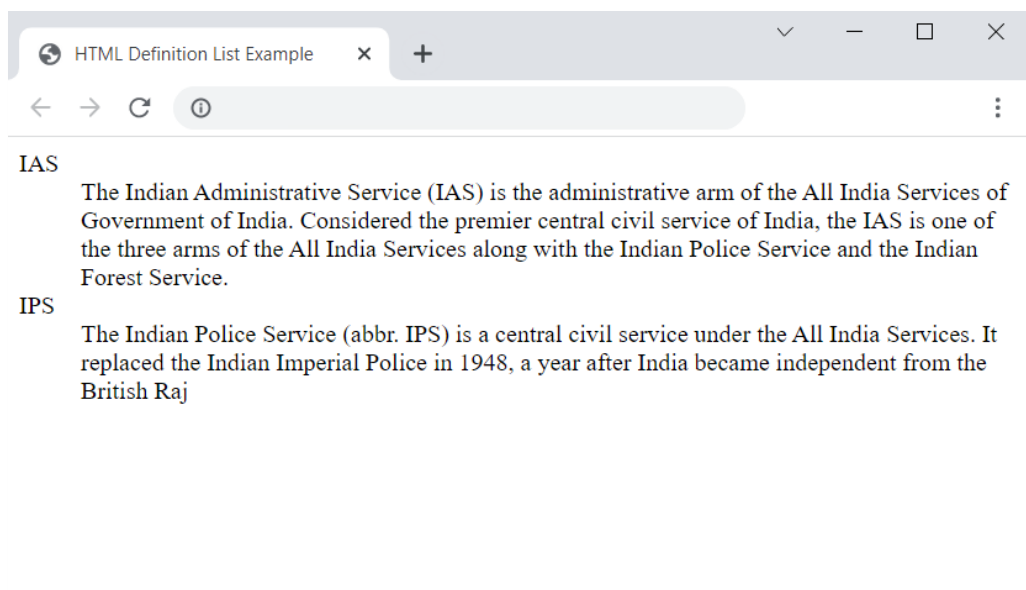 HTML Definition List Example
IAS
The Indian Administrative Service (IAS) is the administrative arm of the All India Services of
Government of India. Considered the premier central civil service of India, the IAS is one of
the three arms of the All India Services along with the Indian Police Service and the Indian
Forest Service.
IPS
The Indian Police Service (abbr. IPS) is a central civil service under the All India Services. It
replaced the Indian Imperial Police in 1948, a year after India became independent from the
British Raj